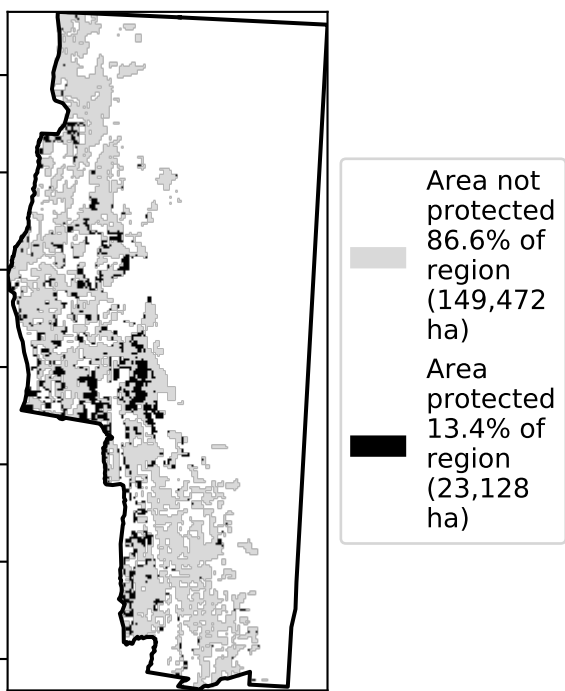 Area not
protected
86.6% of
region
(149,472
ha)
Area
protected
13.4% of
region
(23,128
ha)